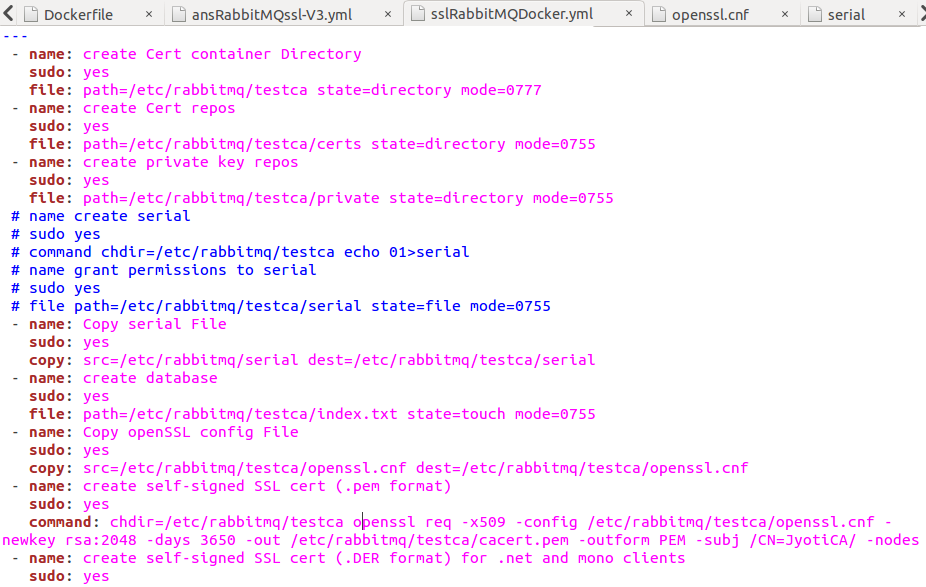 Dockerfile × ansRabbitMQssl-V3.yml × sslRabbitMQDocker.yml × openssl.cnf × serial ×
---
- name: create Cert container Directory
sudo: yes
file: path=/etc/rabbitmq/testca state=directory mode=0777
- name: create Cert repos
sudo: yes
file: path=/etc/rabbitmq/testca/certs state=directory mode=0755
- name: create private key repos
sudo: yes
file: path=/etc/rabbitmq/testca/private state=directory mode=0755
# name create serial
# sudo yes
# command chdir=/etc/rabbitmq/testca echo 01>serial
# name grant permissions to serial
# sudo yes
# file path=/etc/rabbitmq/testca/serial state=file mode=0755
- name: Copy serial File
sudo: yes
copy: src=/etc/rabbitmq/serial dest=/etc/rabbitmq/testca/serial
- name: create database
sudo: yes
file: path=/etc/rabbitmq/testca/index.txt state=touch mode=0755
- name: Copy openSSL config File
sudo: yes
copy: src=/etc/rabbitmq/testca/openssl.cnf dest=/etc/rabbitmq/testca/openssl.cnf
- name: create self-signed SSL cert (.pem format)
sudo: yes
command: chdir=/etc/rabbitmq/testca openssl req -x509 -config /etc/rabbitmq/testca/openssl.cnf -
newkey rsa:2048 -days 3650 -out /etc/rabbitmq/testca/cacert.pem -outform PEM -subj /CN=JyotiCA/ -nodes
- name: create self-signed SSL cert (.DER format) for .net and mono clients
sudo: yes